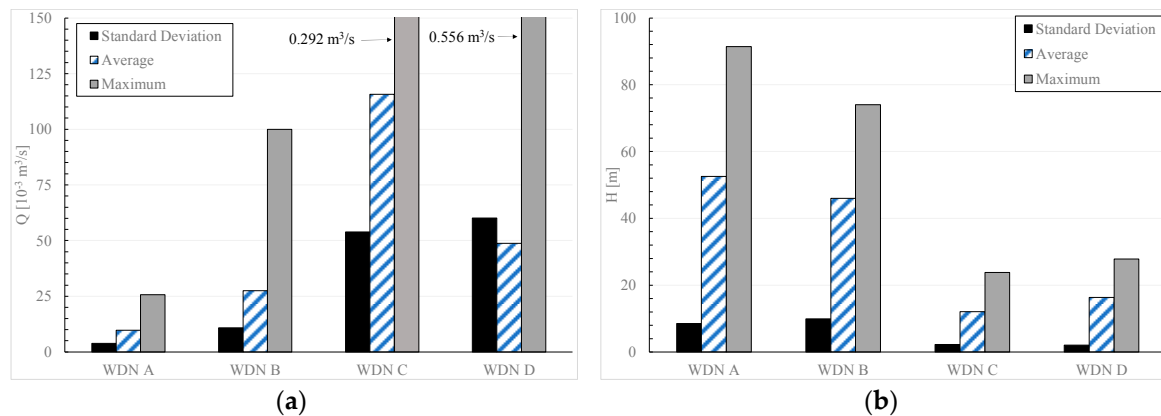 150
125
100
75
50
25
0
Q [10⁻³ m³/s]
Standard Deviation
Average
Maximum
0.292 m³/s
0.556 m³/s
WDN A WDN B WDN C WDN D
(a)
100
80
60
40
20
0
H [m]
Standard Deviation
Average
Maximum
WDN A WDN B WDN C WDN D
(b)